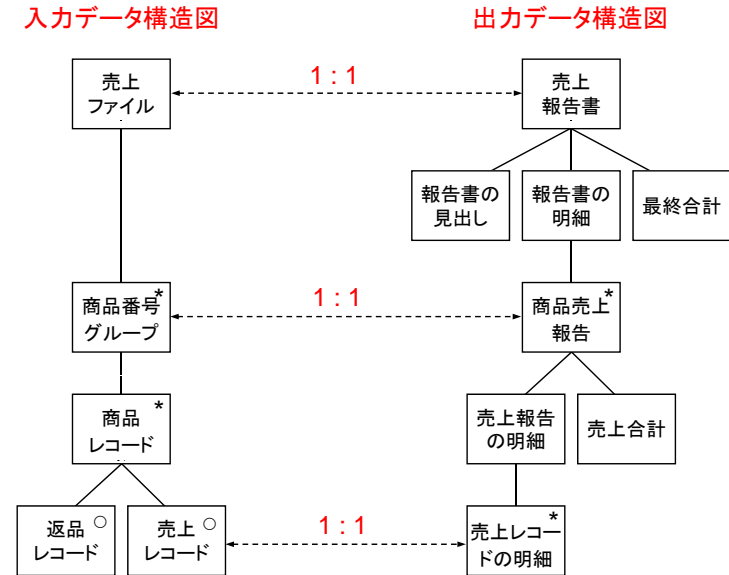 入力データ構造図
出力データ構造図
売上
ファイル
1 : 1
売上
報告書
報告書の
見出し
報告書の
明細
最終合計
商品番号*
グループ
1 : 1
商品売上*
報告
商品 *
レコード
売上報告
の明細
売上合計
返品 ○
レコード
売上 ○
レコード
1 : 1
*
売上レコー
ドの明細